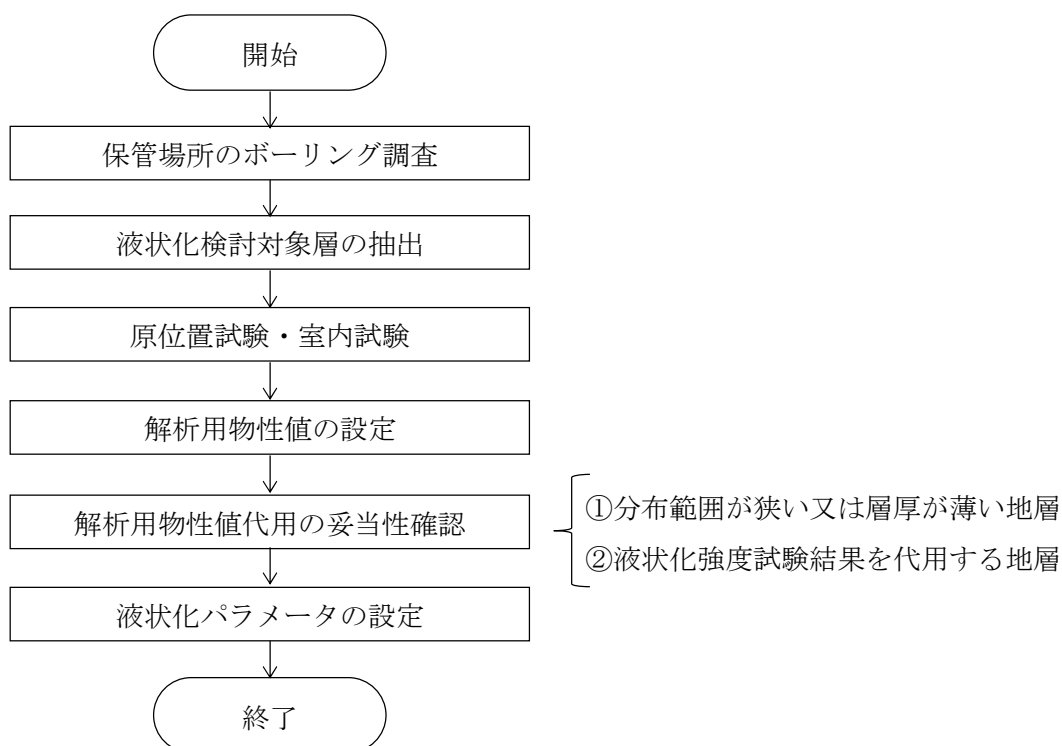 開始
保管場所のボーリング調査
液状化検討対象層の抽出
原位置試験・室内試験
解析用物性値の設定
解析用物性値代用の妥当性確認
①分布範囲が狭い又は層厚が薄い地層
②液状化強度試験結果を代用する地層
液状化パラメータの設定
終了